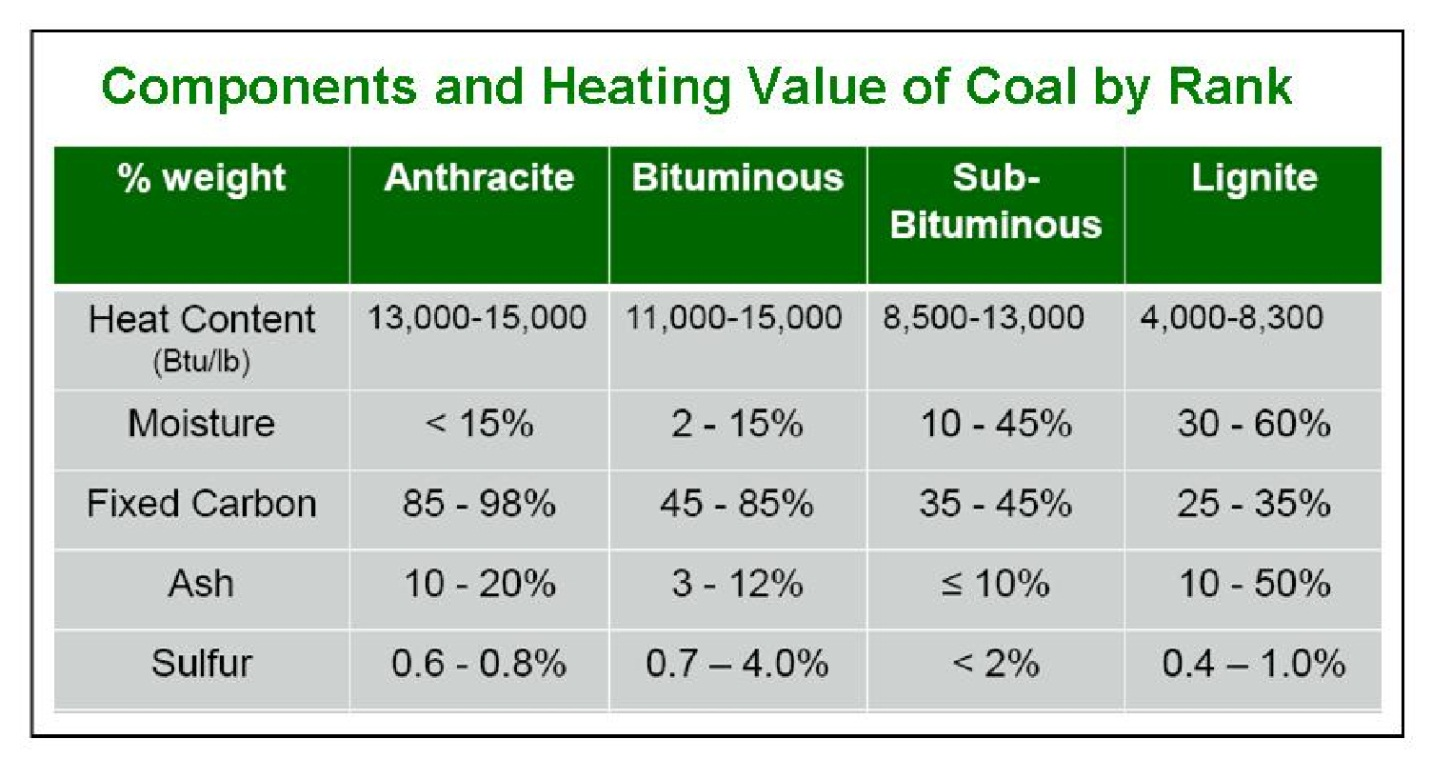 Components and Heating Value of Coal by Rank
% weight Anthracite Bituminous Sub-Bituminous Lignite
Heat Content (Btu/lb) 13,000-15,000 11,000-15,000 8,500-13,000 4,000-8,300
Moisture < 15% 2 - 15% 10 - 45% 30 - 60%
Fixed Carbon 85 - 98% 45 - 85% 35 - 45% 25 - 35%
Ash 10 - 20% 3 - 12% ≤ 10% 10 - 50%
Sulfur 0.6 - 0.8% 0.7 – 4.0% < 2% 0.4 – 1.0%